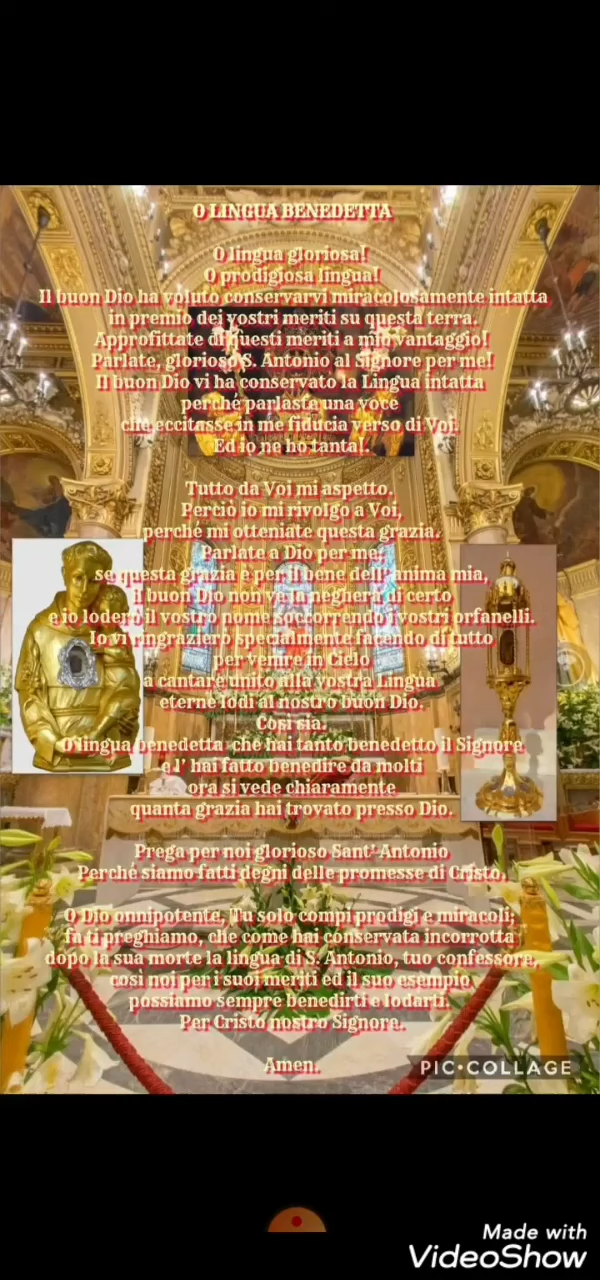 O LINGUA BENEDETTA
O lingua gloriosa!
O prodigiosa lingua!
Il buon Dio ha voluto conservarvi miracolosamente intatta
in premio dei vostri meriti su questa terra.
Approfittate di questi meriti a mio vantaggio!
Parlate, glorioso S. Antonio al Signore per me!
Il buon Dio vi ha conservato la Lingua intatta
perché parlaste una voce
che eccitasse in me fiducia verso di Voi.
Ed io ne ho tanta!.
Tutto da Voi mi aspetto.
Perciò io mi rivolgo a Voi,
perché mi otteniate questa grazia.
Parlate a Dio per me;
se questa grazia è per il bene dell'anima mia,
il buon Dio non ve la negherà di certo
e io loderò il vostro nome soccorrendo i vostri orfanelli.
Io vi ringrazierò specialmente facendo di tutto
per venire in Cielo
a cantare unito alla vostra Lingua
eterne lodi al nostro buon Dio.
Così sia.
O lingua benedetta, che hai tanto benedetto il Signore
e l' hai fatto benedire da molti
ora si vede chiaramente
quanta grazia hai trovato presso Dio.
Prega per noi glorioso Sant' Antonio
Perché siamo fatti degni delle promesse di Cristo.
O Dio onnipotente, Tu solo compi prodigi e miracoli;
fa ti preghiamo, che come hai conservata incorrotta
dopo la sua morte la lingua di S. Antonio, tuo confessore,
così noi per i suoi meriti ed il suo esempio
possiamo sempre benedirti e lodarti.
Per Cristo nostro Signore.
Amen.
PIC•COLLAGE
Made with
VideoShow